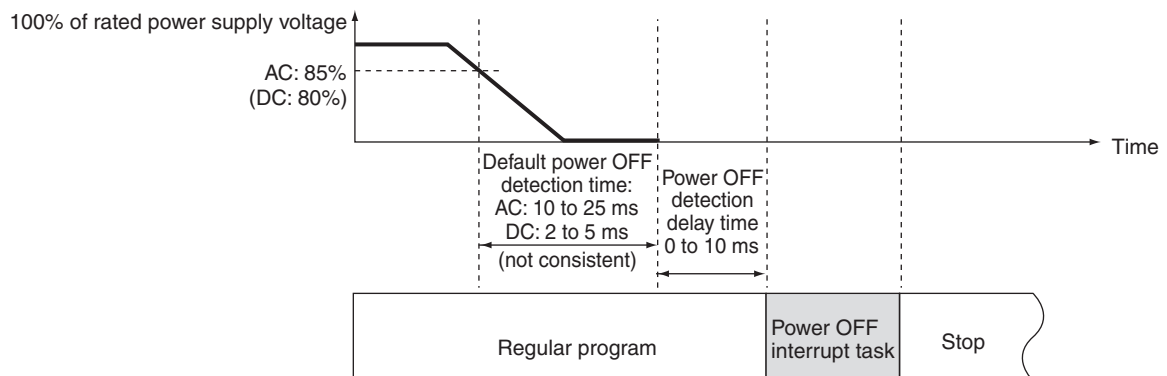 100% of rated power supply voltage
AC: 85%
(DC: 80%)
Time
Default power OFF
detection time:
AC: 10 to 25 ms
DC: 2 to 5 ms
(not consistent)
Power OFF
detection
delay time
0 to 10 ms
Regular program
Power OFF
interrupt task
Stop